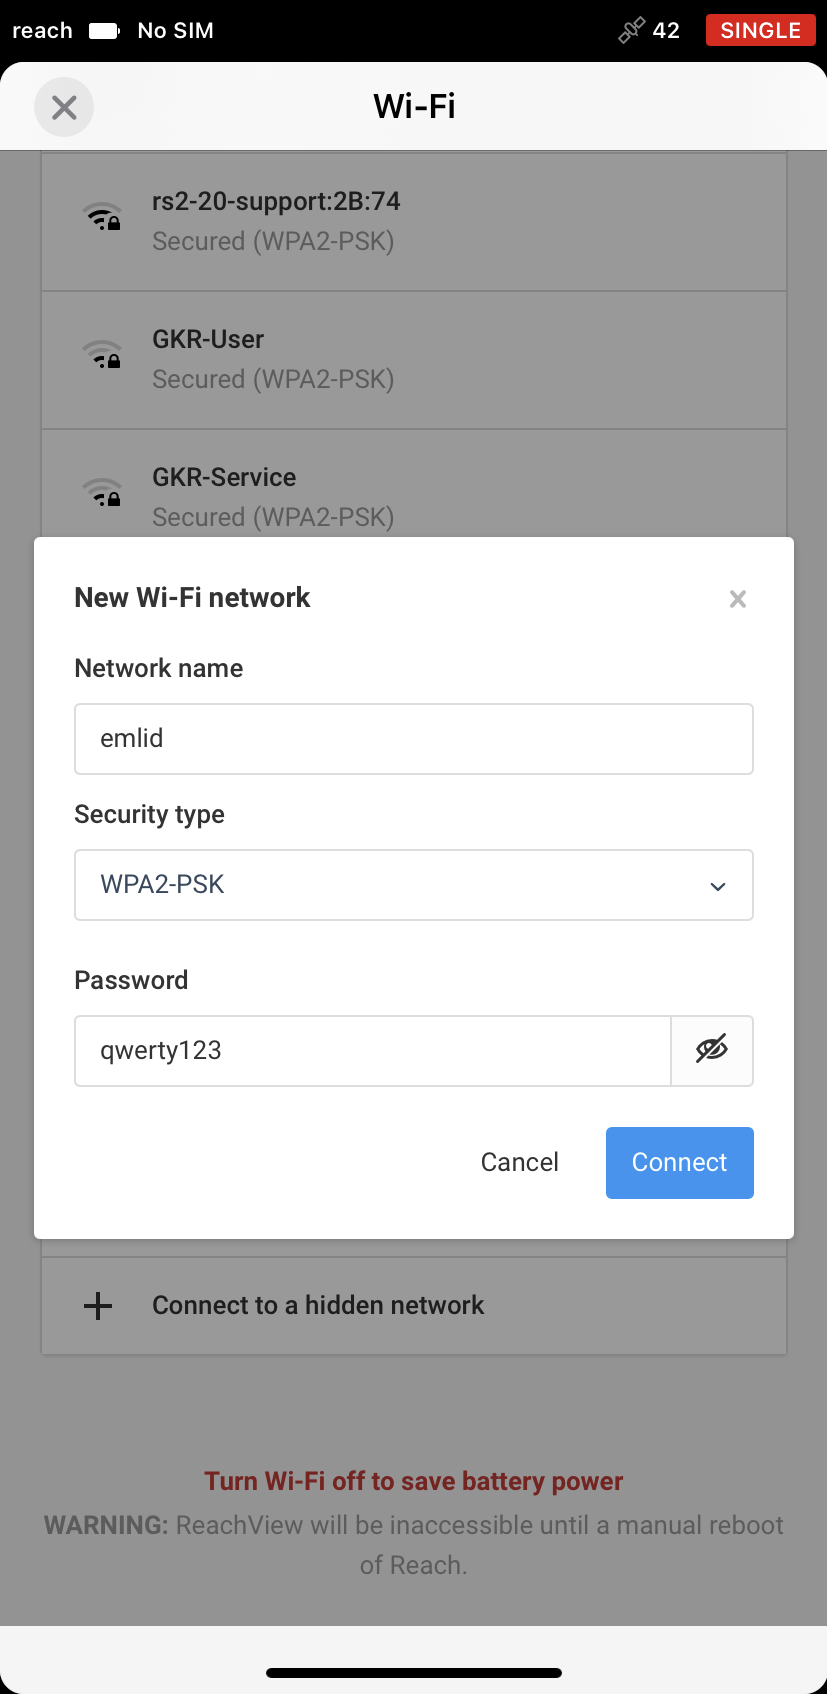 reach No SIM 42 SINGLE
Wi-Fi
rs2-20-support:2B:74
Secured (WPA2-PSK)
GKR-User
Secured (WPA2-PSK)
GKR-Service
Secured (WPA2-PSK)
New Wi-Fi network
Network name
emlid
Security type
WPA2-PSK
Password
qwerty123
Cancel Connect
Connect to a hidden network
Turn Wi-Fi off to save battery power
WARNING: ReachView will be inaccessible until a manual reboot
of Reach.